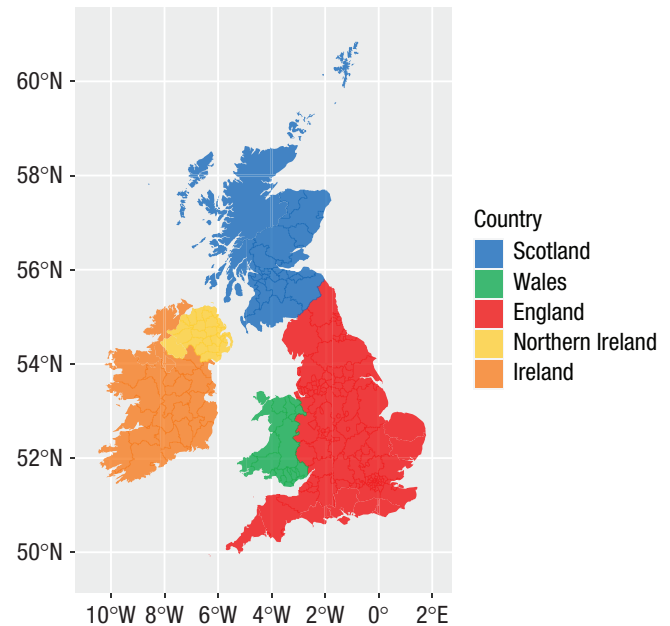 60°N
58°N
56°N
54°N
52°N
50°N
10°W 8°W 6°W 4°W 2°W 0° 2°E
Country
Scotland
Wales
England
Northern Ireland
Ireland